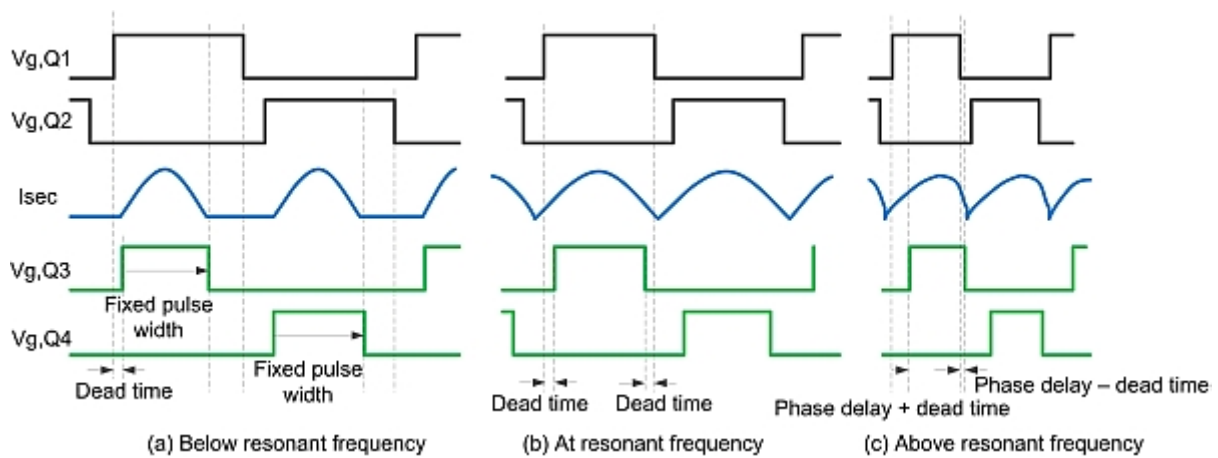 Vg,Q1
Vg,Q2
Isec
Vg,Q3
Fixed pulse
width
Vg,Q4
Fixed pulse
width
Dead time
Dead time
Dead time
Phase delay – dead time
Phase delay + dead time
(a) Below resonant frequency
(b) At resonant frequency
(c) Above resonant frequency